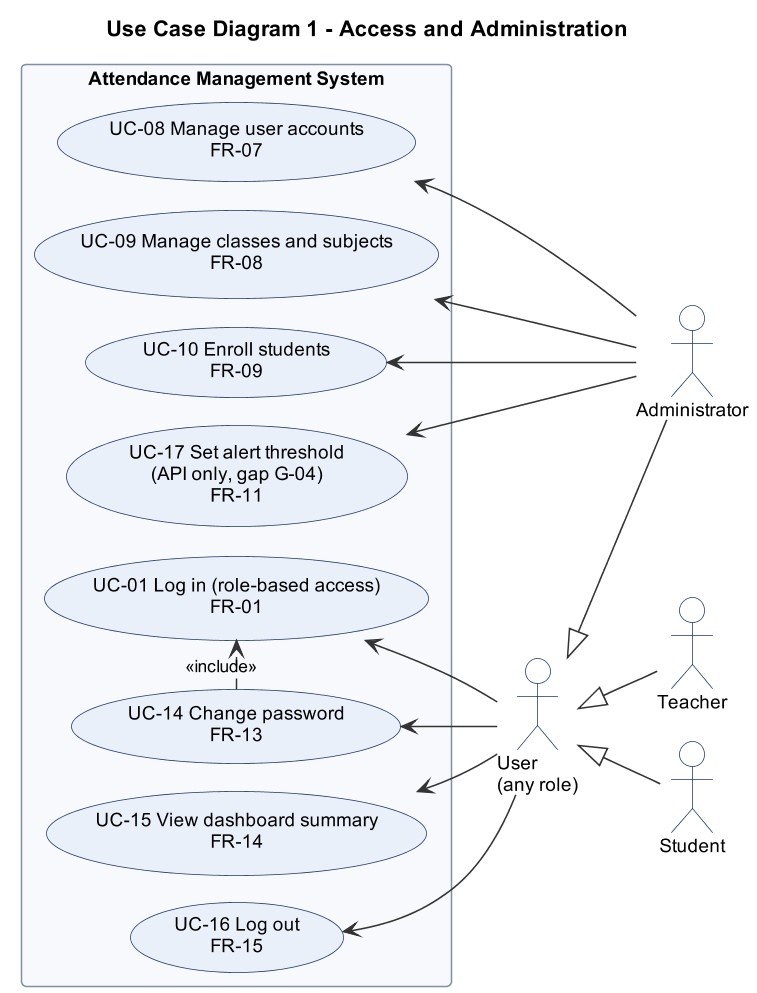 Use Case Diagram 1 - Access and Administration
Attendance Management System
UC-08 Manage user accounts
FR-07
UC-09 Manage classes and subjects
FR-08
UC-10 Enroll students
FR-09
Administrator
UC-17 Set alert threshold
(API only, gap G-04)
FR-11
UC-01 Log in (role-based access)
FR-01
«include»
Teacher
UC-14 Change password
FR-13
User
(any role)
UC-15 View dashboard summary
FR-14
Student
UC-16 Log out
FR-15